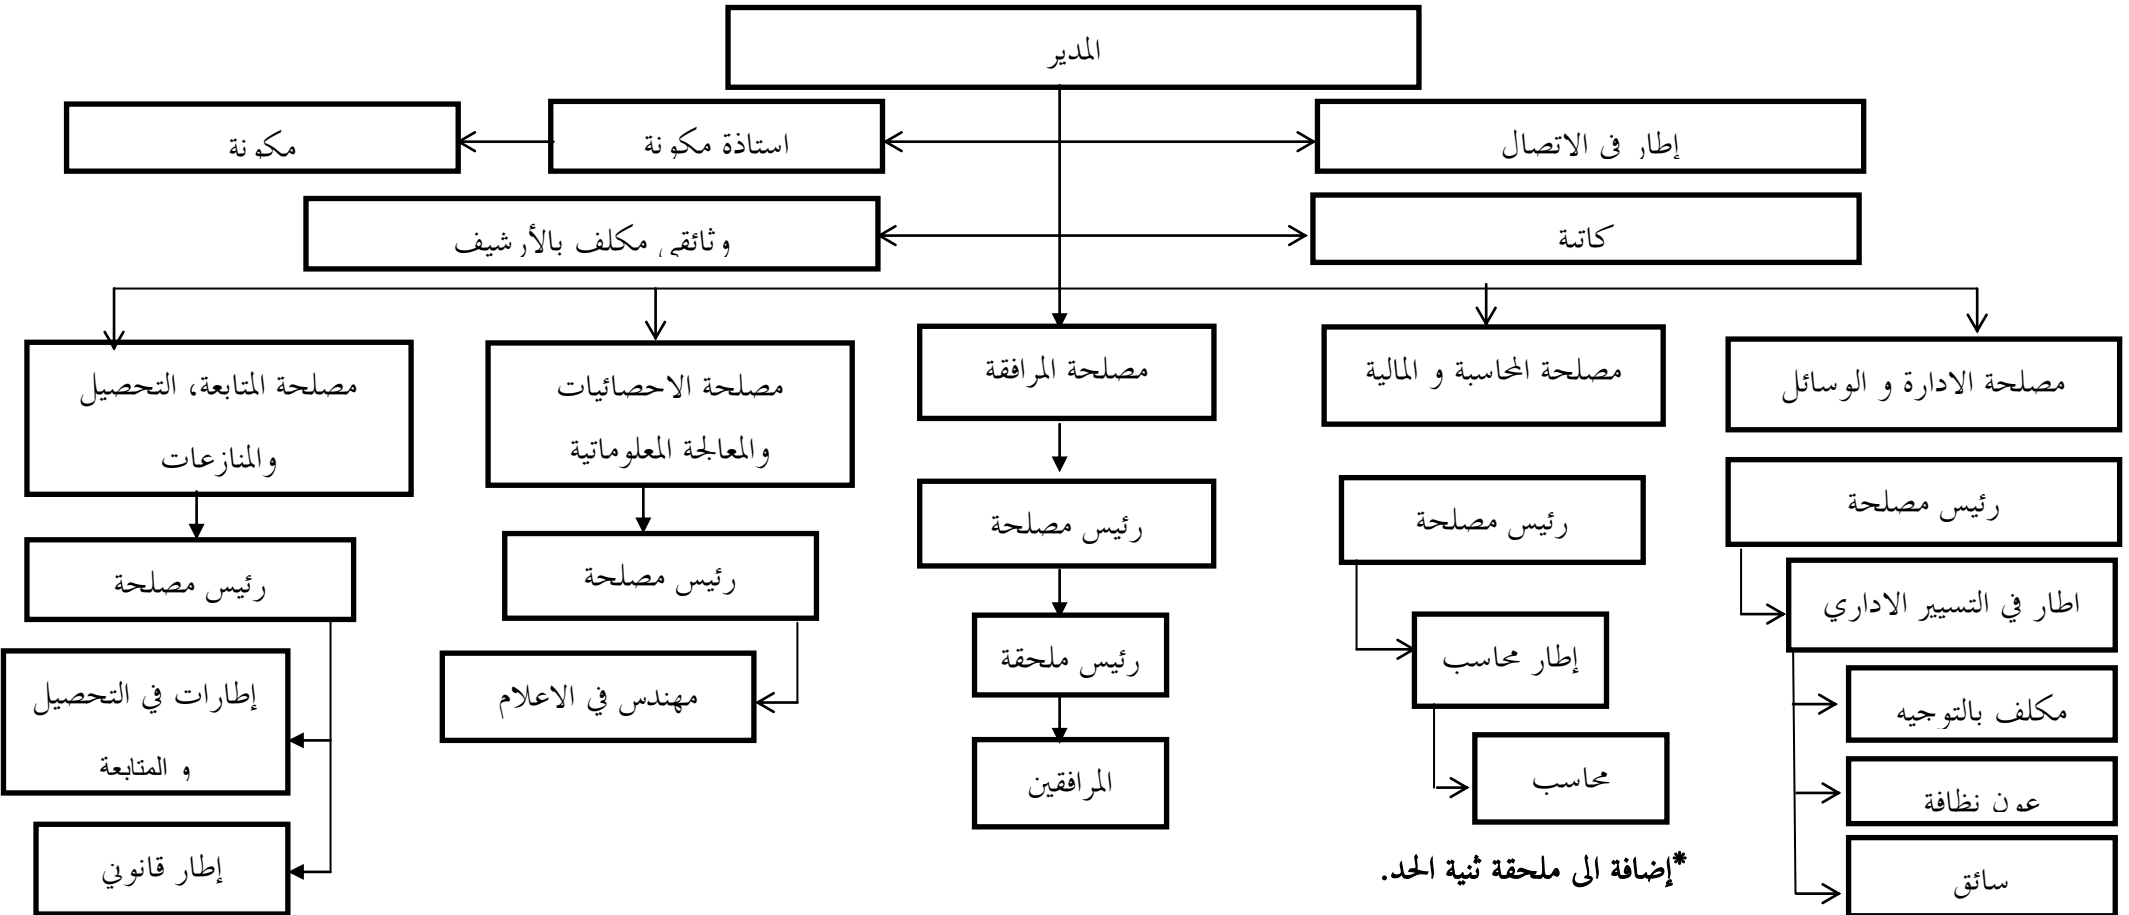 المدير
إطار في الاتصال
استاذة مكونة
مكونة
كاتبة
وثائقي مكلف بالأرشيف
مصلحة الادارة و الوسائل
رئيس مصلحة
اطار في التسيير الاداري
مكلف بالتوجيه
عون نظافة
سائق
مصلحة المحاسبة و المالية
رئيس مصلحة
إطار محاسب
محاسب
*إضافة الى ملحقة ثنية الحد.
مصلحة المرافقة
رئيس مصلحة
رئيس ملحقة
المرافقين
مصلحة الاحصائيات
والمعالجة المعلوماتية
رئيس مصلحة
مهندس في الاعلام
مصلحة المتابعة، التحصيل
والمنازعات
رئيس مصلحة
إطارات في التحصيل
و المتابعة
إطار قانوني